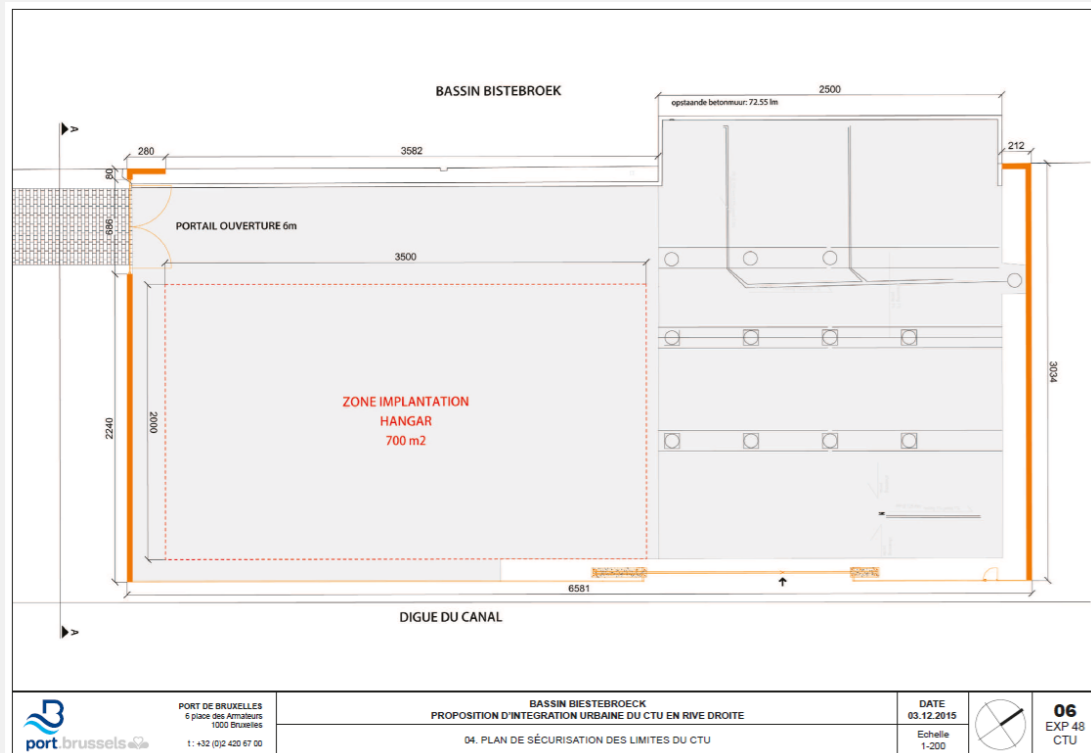 BASSIN BISTEBROEK
2500
opstaande betonmuur: 72.55 lm
A
280
3582
212
80
PORTAIL OUVERTURE 6m
686
3500
ZONE IMPLANTATION
HANGAR
700 m2
2000
2240
3034
6581
DIGUE DU CANAL
A
port.brussels
PORT DE BRUXELLES
6 place des Armateurs
1000 Bruxelles
t : +32 (0)2 420 67 00
BASSIN BIESTEBROECK
PROPOSITION D'INTEGRATION URBAINE DU CTU EN RIVE DROITE
04. PLAN DE SÉCURISATION DES LIMITES DU CTU
DATE
03.12.2015
Echelle
1-200
06
EXP 48
CTU